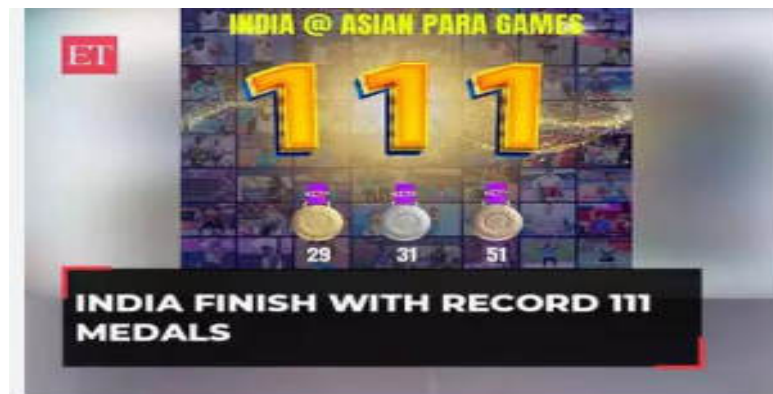 INDIA @ ASIAN PARA GAMES
ET
111
29 31 51
INDIA FINISH WITH RECORD 111
MEDALS